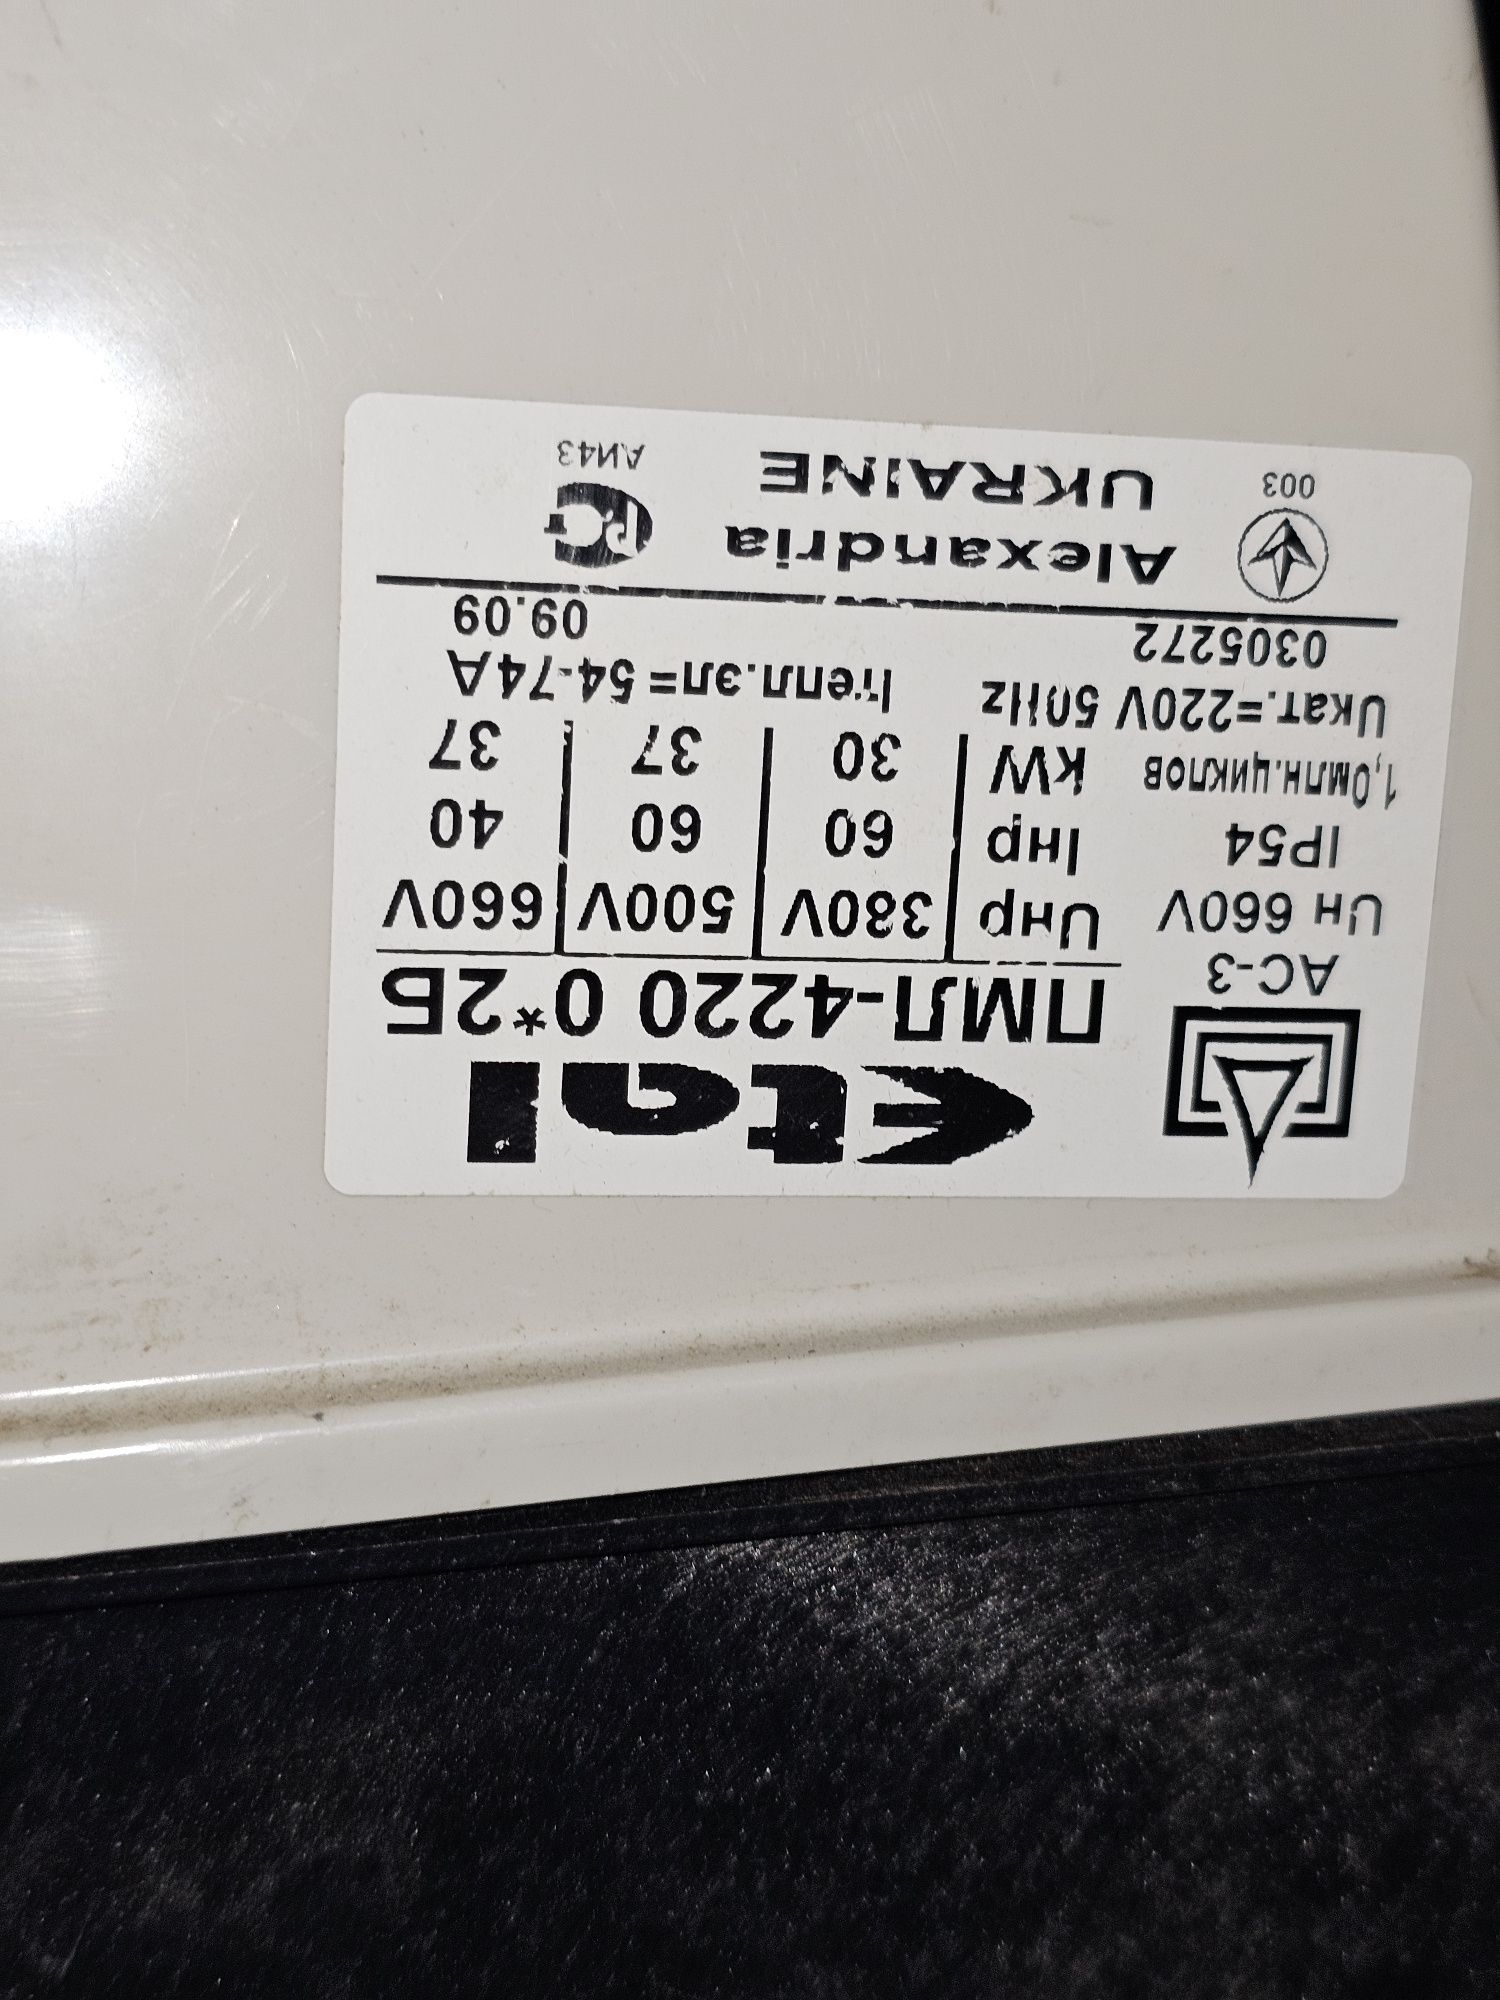 Etal
ПМЛ-4220 0*2Б
АС-3
Uн 660V
IP54
1,0млн.циклов
Uнр 380V 500V 660V
Iнр 60 60 40
kW 30 37 37
Uкат.=220V 50Hz Iтепл.эл=54-74А
0305272 09.09
Alexandria
UKRAINE
003
РС
АИ43